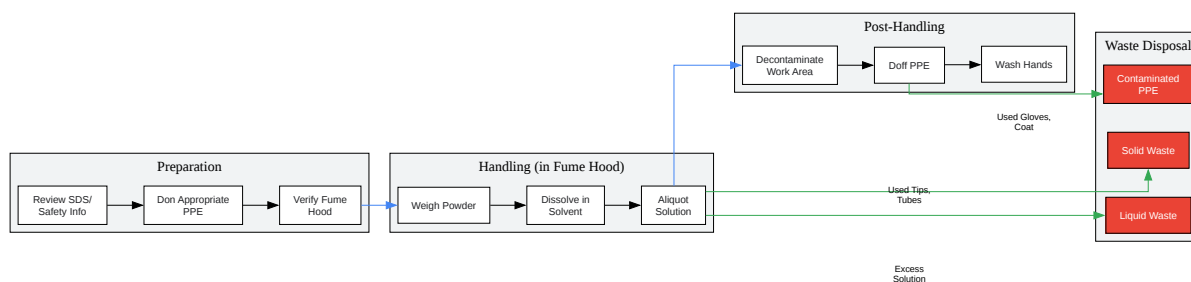 Preparation
Review SDS/
Safety Info
Don Appropriate
PPE
Verify Fume
Hood
Handling (in Fume Hood)
Weigh Powder
Dissolve in
Solvent
Aliquot
Solution
Post-Handling
Decontaminate
Work Area
Doff PPE
Wash Hands
Waste Disposal
Contaminated
PPE
Solid Waste
Liquid Waste
Used Gloves,
Coat
Used Tips,
Tubes
Excess
Solution